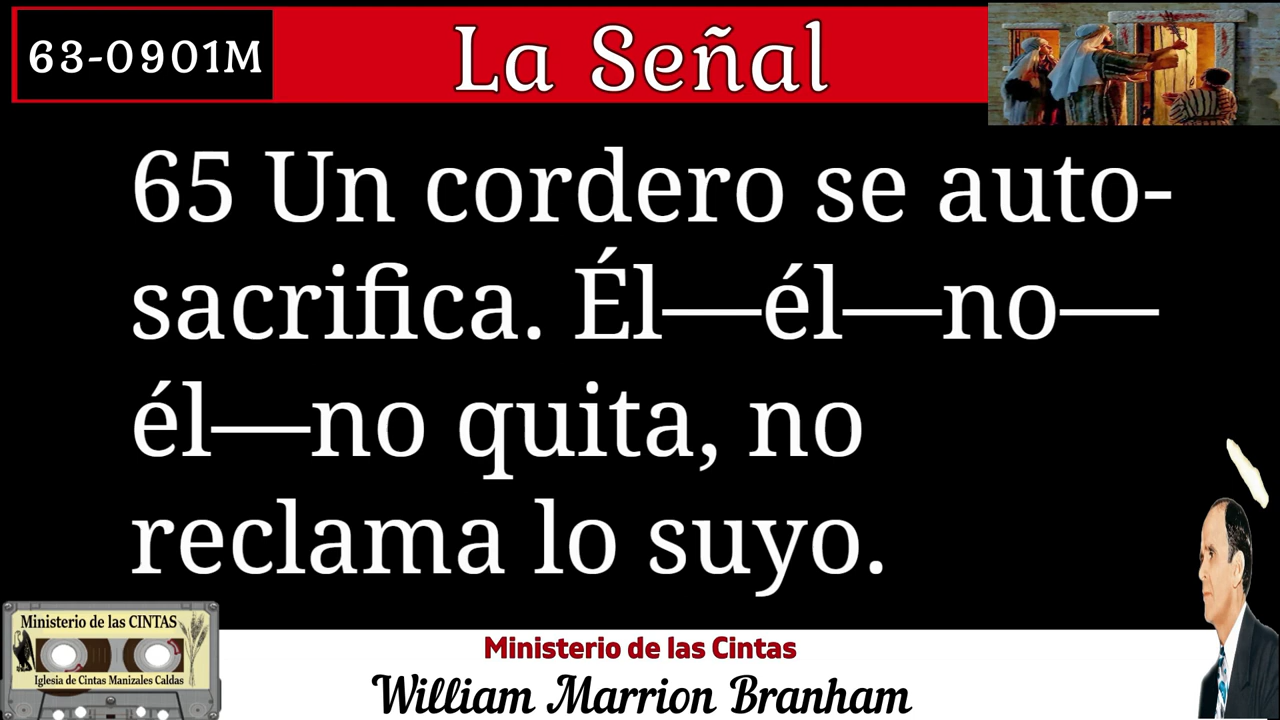 63-0901M
La Señal
65 Un cordero se auto-
sacrifica. Él—él—no—
él—no quita, no
reclama lo suyo.
Ministerio de las CINTAS
Iglesia de Cintas Manizales Caldas
Ministerio de las Cintas
William Marrion Branham